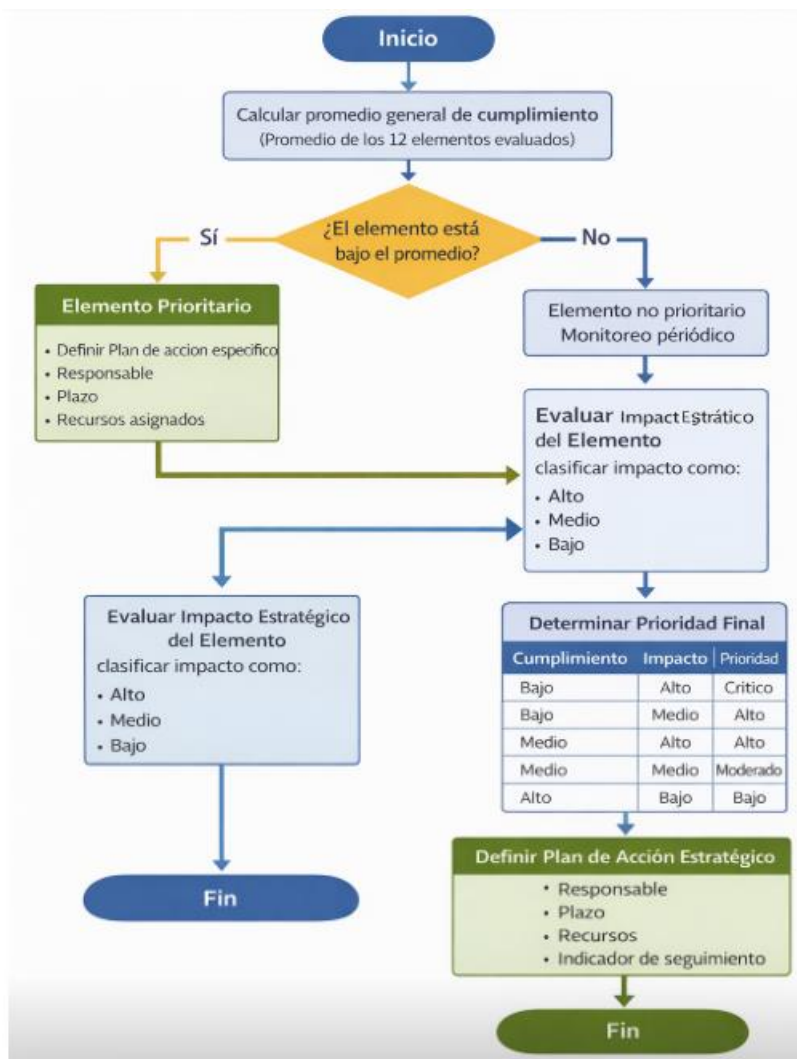 Inicio
Calcular promedio general de cumplimiento
(Promedio de los 12 elementos evaluados)
¿El elemento está
bajo el promedio?
Sí
No
Elemento Prioritario
• Definir Plan de accion especifico
• Responsable
• Plazo
• Recursos asignados
Elemento no prioritario
Monitoreo périódico
Evaluar ImpactEstrático
del Elemento
clasificar impacto como:
• Alto
• Medio
• Bajo
Evaluar Impacto Estratégico
del Elemento
clasificar impacto como:
• Alto
• Medio
• Bajo
Fin
Determinar Prioridad Final
Cumplimiento Impacto Prioridad
Bajo Alto Critico
Bajo Medio Alto
Medio Alto Alto
Medio Medio Moderado
Alto Bajo Bajo
Definir Plan de Acción Estratégico
• Responsable
• Plazo
• Recursos
• Indicador de seguimiento
Fin